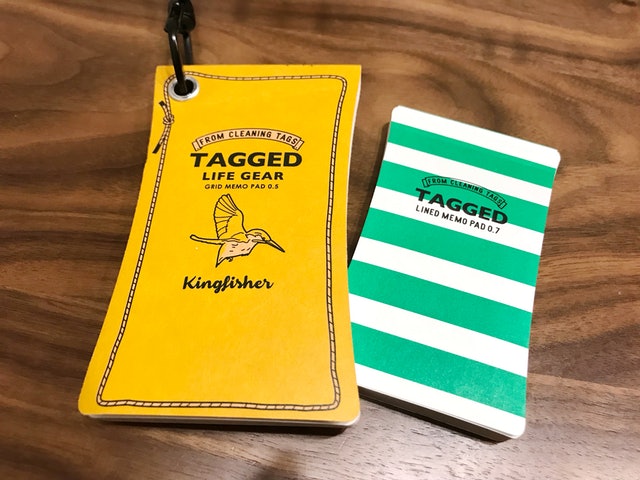 FROM CLEANING TAGS
TAGGED
LIFE GEAR
GRID MEMO PAD 0.5
Kingfisher
FROM CLEANING TAGS
TAGGED
LINED MEMO PAD 0.7